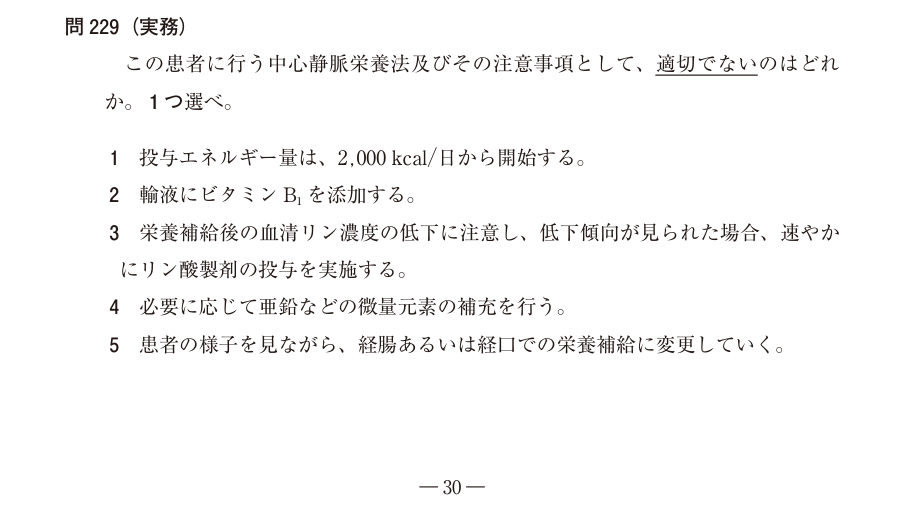 問 229（実務）
この患者に行う中心静脈栄養法及びその注意事項として、適切でないのはどれ
か。1つ選べ。
1 投与エネルギー量は、2,000 kcal/日から開始する。
2 輸液にビタミン B₁ を添加する。
3 栄養補給後の血清リン濃度の低下に注意し、低下傾向が見られた場合、速やか
にリン酸製剤の投与を実施する。
4 必要に応じて亜鉛などの微量元素の補充を行う。
5 患者の様子を見ながら、経腸あるいは経口での栄養補給に変更していく。
― 30 ―